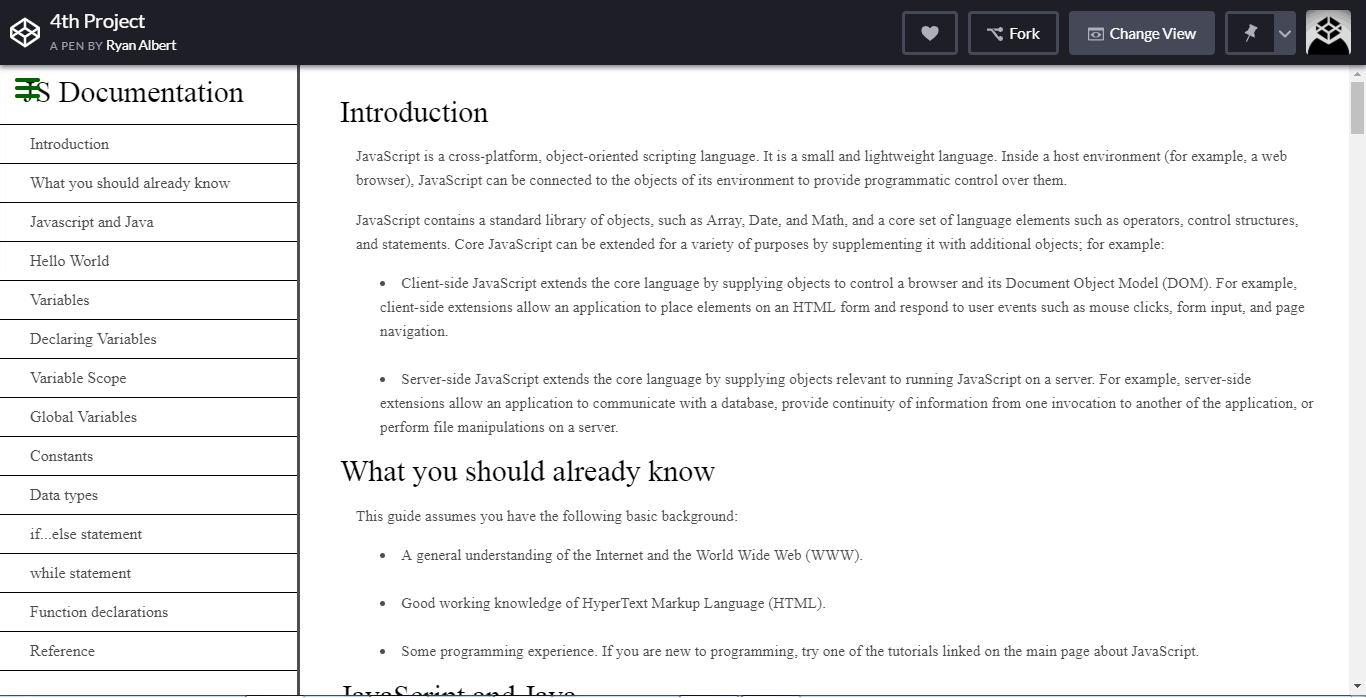 4th Project
A PEN BY Ryan Albert
Fork
Change View
JS Documentation
Introduction
What you should already know
Javascript and Java
Hello World
Variables
Declaring Variables
Variable Scope
Global Variables
Constants
Data types
if...else statement
while statement
Function declarations
Reference
Introduction
JavaScript is a cross-platform, object-oriented scripting language. It is a small and lightweight language. Inside a host environment (for example, a web
browser), JavaScript can be connected to the objects of its environment to provide programmatic control over them.
JavaScript contains a standard library of objects, such as Array, Date, and Math, and a core set of language elements such as operators, control structures,
and statements. Core JavaScript can be extended for a variety of purposes by supplementing it with additional objects; for example:
• Client-side JavaScript extends the core language by supplying objects to control a browser and its Document Object Model (DOM). For example,
client-side extensions allow an application to place elements on an HTML form and respond to user events such as mouse clicks, form input, and page
navigation.
• Server-side JavaScript extends the core language by supplying objects relevant to running JavaScript on a server. For example, server-side
extensions allow an application to communicate with a database, provide continuity of information from one invocation to another of the application, or
perform file manipulations on a server.
What you should already know
This guide assumes you have the following basic background:
• A general understanding of the Internet and the World Wide Web (WWW).
• Good working knowledge of HyperText Markup Language (HTML).
• Some programming experience. If you are new to programming, try one of the tutorials linked on the main page about JavaScript.
JavaScript and Java